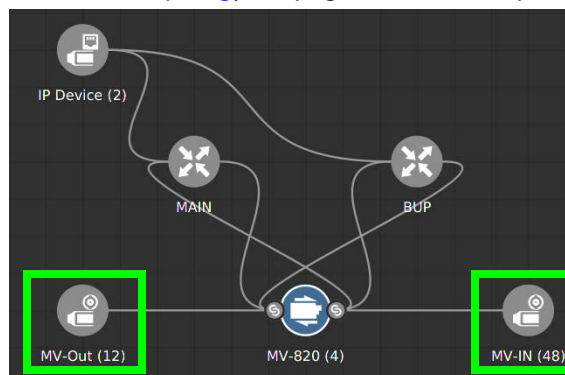 IP Device (2)
MAIN
BUP
MV-Out (12)
MV-820 (4)
MV-IN (48)